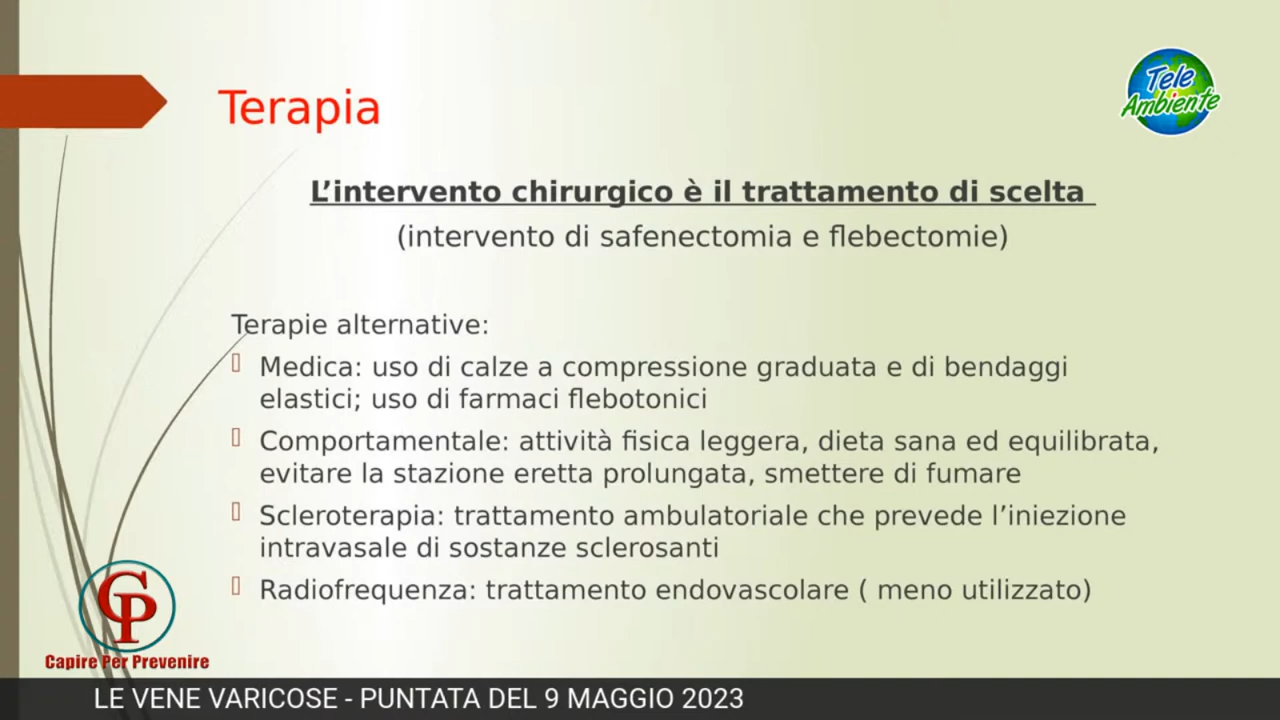 Terapia
Tele
Ambiente
L’intervento chirurgico è il trattamento di scelta
(intervento di safenectomia e flebectomie)
Terapie alternative:
Medica: uso di calze a compressione graduata e di bendaggi
elastici; uso di farmaci flebotonici
Comportamentale: attività fisica leggera, dieta sana ed equilibrata,
evitare la stazione eretta prolungata, smettere di fumare
Scleroterapia: trattamento ambulatoriale che prevede l’iniezione
intravasale di sostanze sclerosanti
Radiofrequenza: trattamento endovascolare ( meno utilizzato)
CP
Capire Per Prevenire
LE VENE VARICOSE - PUNTATA DEL 9 MAGGIO 2023